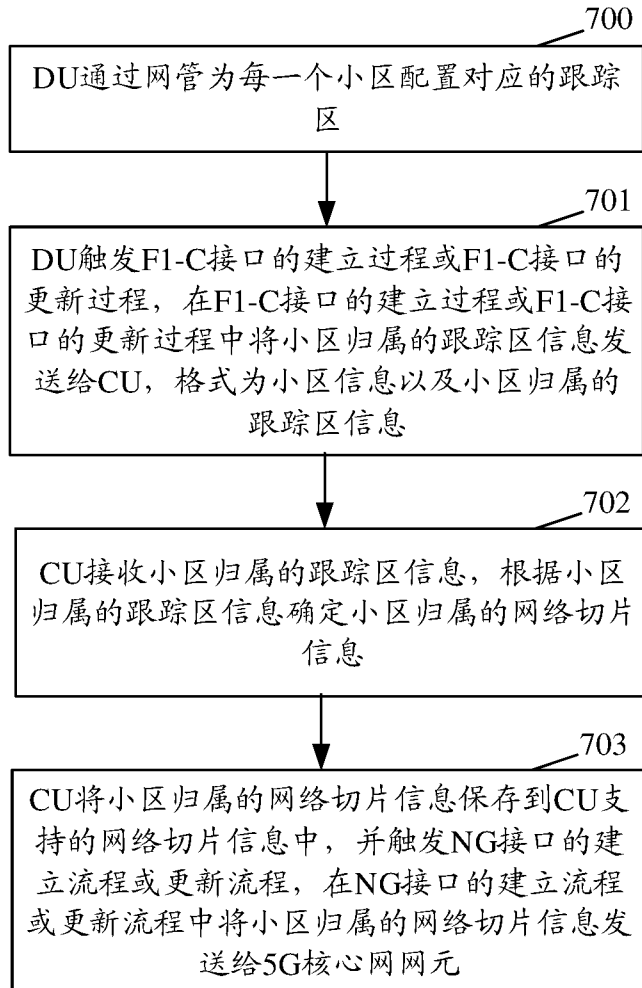 700
DU通过网管为每一个小区配置对应的跟踪
区
701
DU触发F1-C接口的建立过程或F1-C接口的
更新过程，在F1-C接口的建立过程或F1-C接
口的更新过程中将小区归属的跟踪区信息发
送给CU，格式为小区信息以及小区归属的
跟踪区信息
702
CU接收小区归属的跟踪区信息，根据小区
归属的跟踪区信息确定小区归属的网络切片
信息
703
CU将小区归属的网络切片信息保存到CU支
持的网络切片信息中，并触发NG接口的建
立流程或更新流程，在NG接口的建立流程
或更新流程中将小区归属的网络切片信息发
送给5G核心网网元